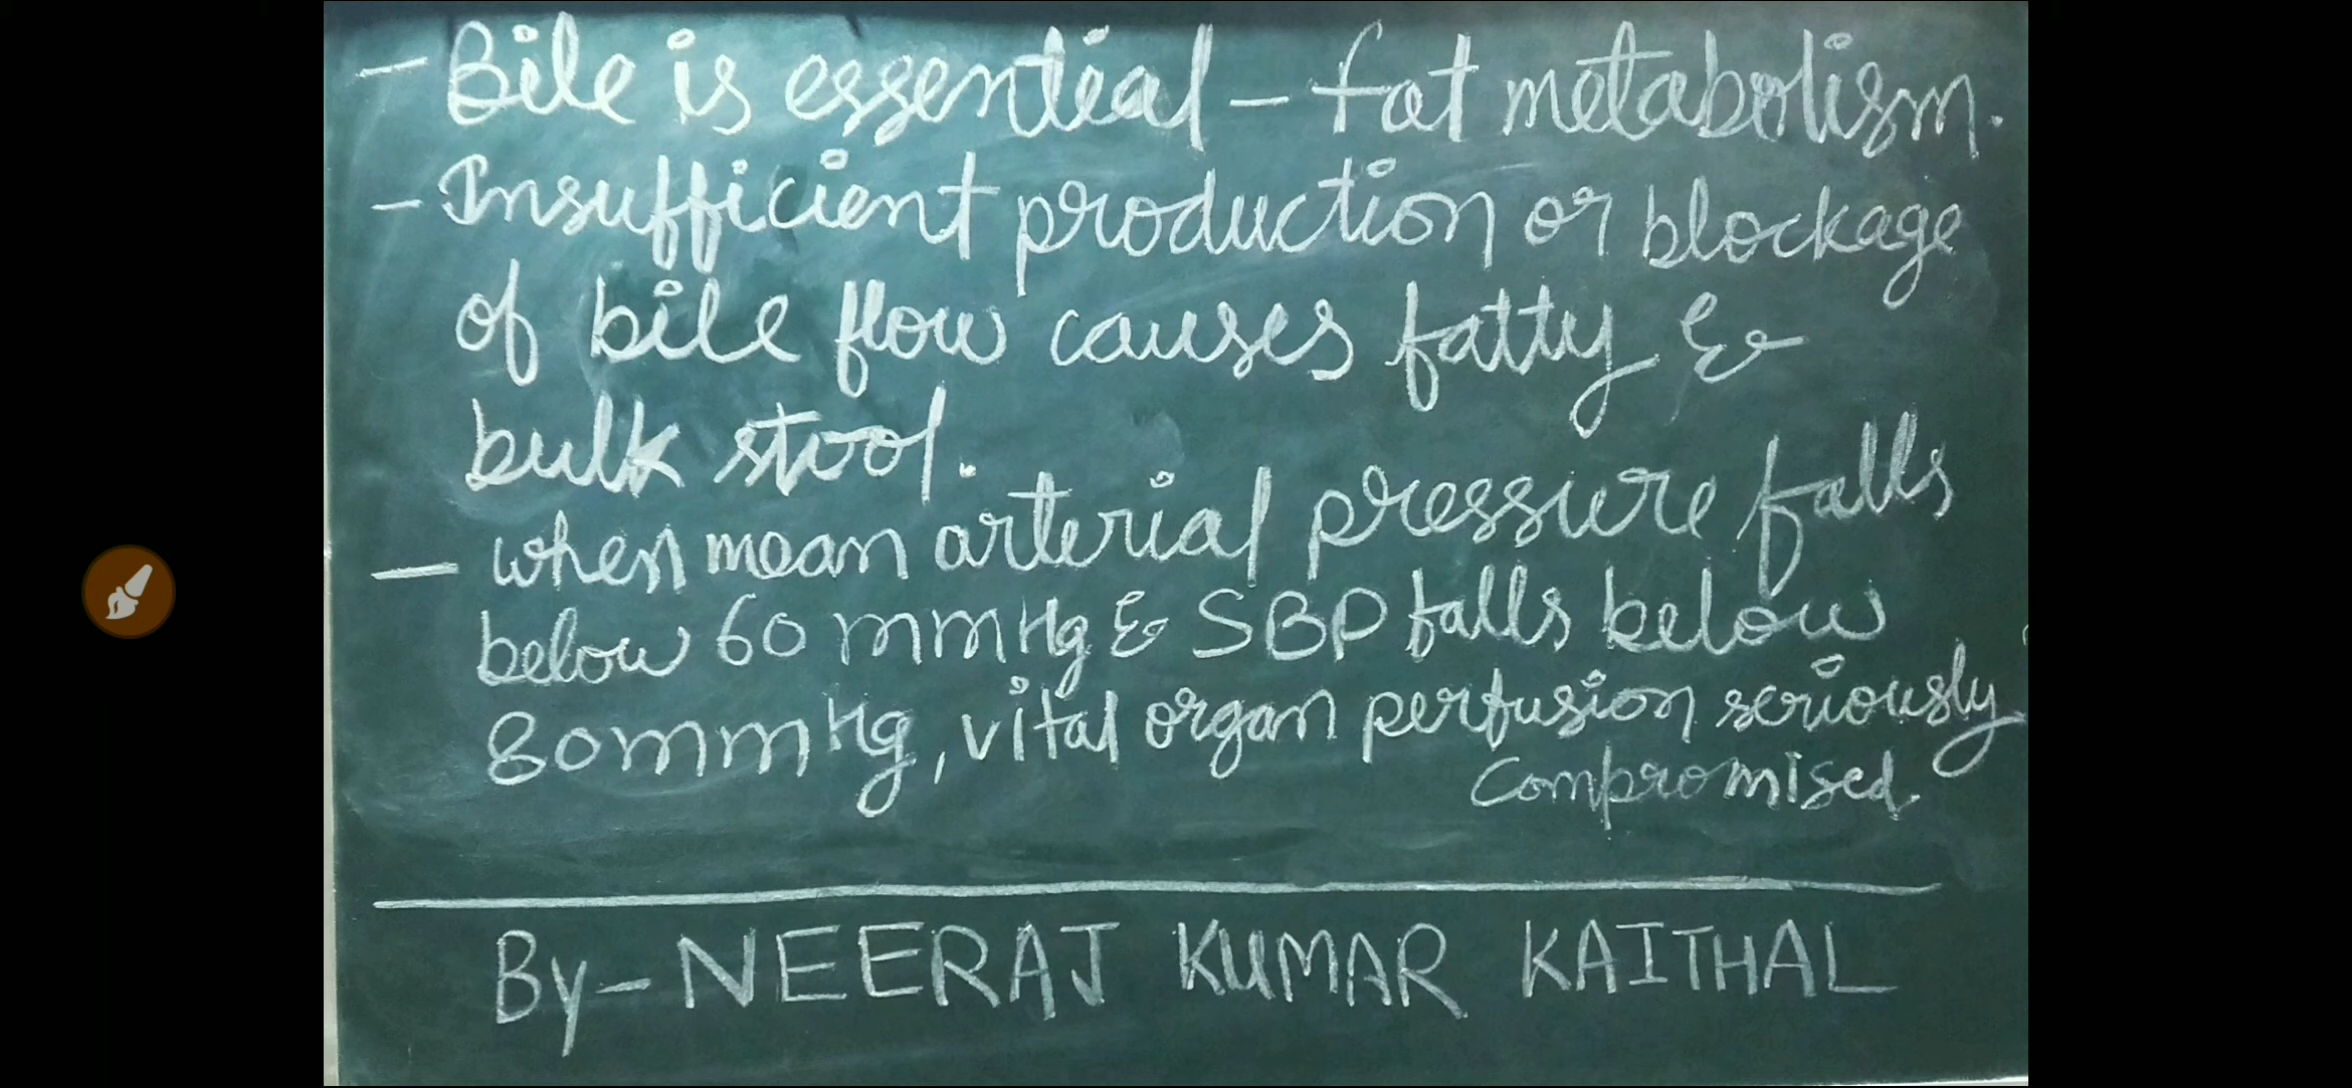 - Bile is essential - fat metabolism.
- Insufficient production or blockage
of bile flow causes fatty &
bulk stool.
- when mean arterial pressure falls
below 60 mmHg & SBP falls below
80mmHg, vital organ perfusion seriously
compromised.
By - NEERAJ KUMAR KAITHAL